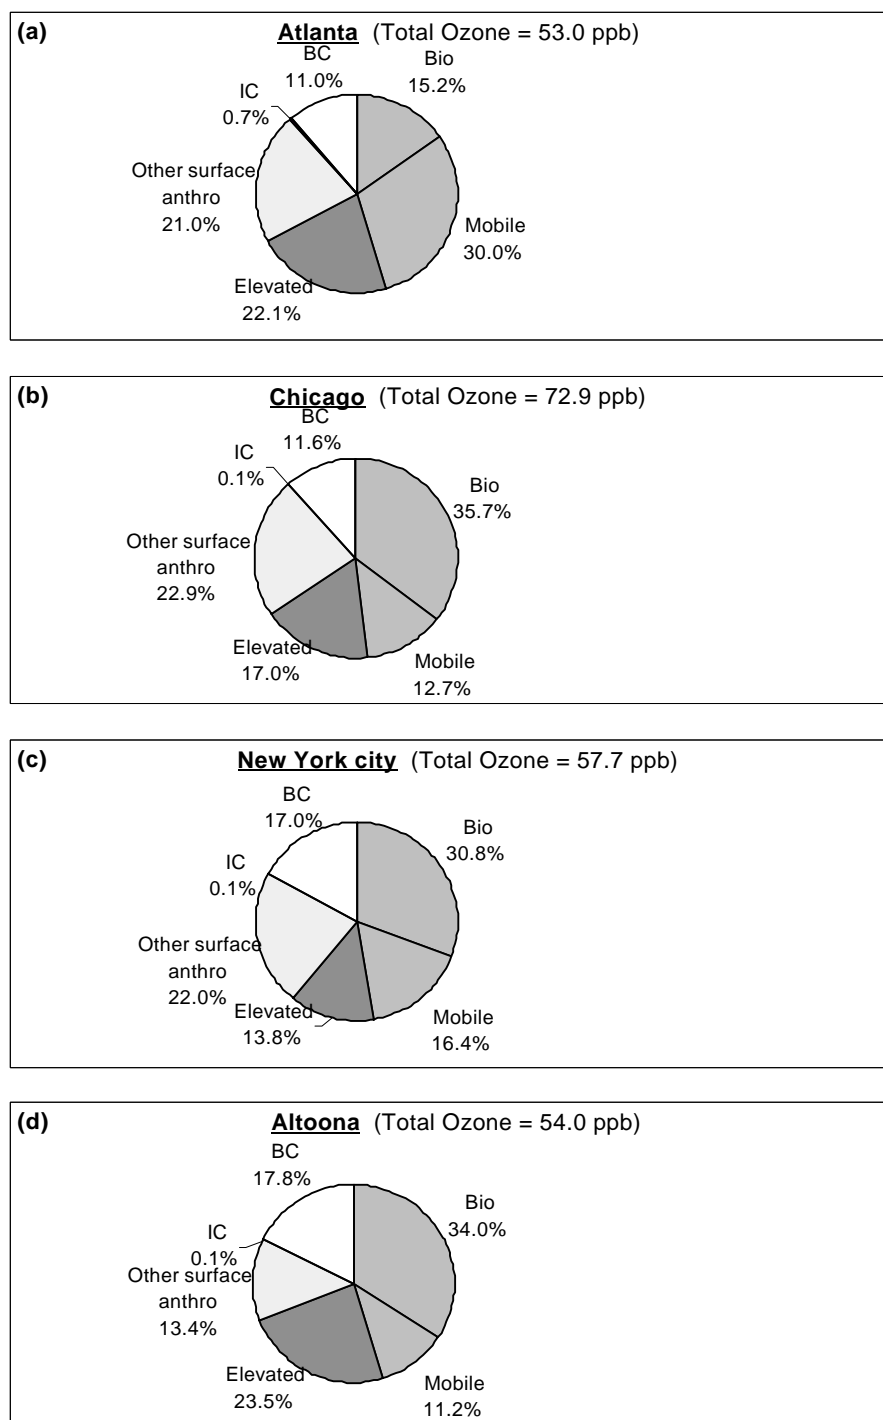 (a)
Atlanta (Total Ozone = 53.0 ppb)
BC
11.0%
Bio
15.2%
IC
0.7%
Other surface
anthro
21.0%
Mobile
30.0%
Elevated
22.1%
(b)
Chicago (Total Ozone = 72.9 ppb)
BC
11.6%
IC
0.1%
Bio
35.7%
Other surface
anthro
22.9%
Elevated
17.0%
Mobile
12.7%
(c)
New York city (Total Ozone = 57.7 ppb)
BC
17.0%
Bio
30.8%
IC
0.1%
Other surface
anthro
22.0%
Elevated
13.8%
Mobile
16.4%
(d)
Altoona (Total Ozone = 54.0 ppb)
BC
17.8%
Bio
34.0%
IC
0.1%
Other surface
anthro
13.4%
Elevated
23.5%
Mobile
11.2%